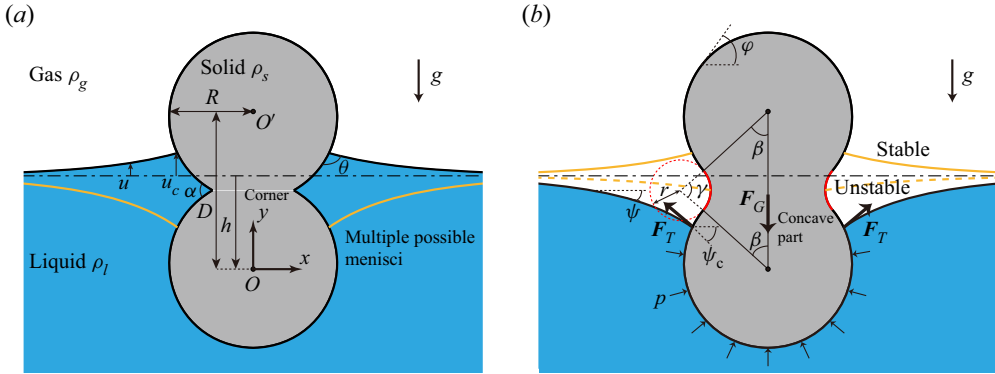 (a)
Gas ρg
Solid ρs
g
R
O′
θ
u
uc
α
D
h
Corner
y
x
O
Liquid ρl
Multiple possible
menisci
(b)
φ
g
β
Stable
Unstable
r
γ
ψ
FG
Concave
part
FT
FT
ψc
β
p